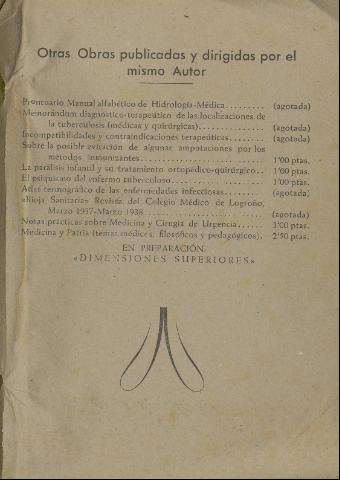 Otras Obras publicadas y dirigidas por el
mismo Autor
Prontuario Manual alfabético de Hidrología-Médica......... (agotada)
Memorándum diagnóstico-terapeútico de las localizaciones de
la tuberculosis (médicas y quirúrgicas)............... (agotada)
Incompatibilidades y contraindicaciones terapeúticas........ (agotada)
Sobre la posible evitación de algunas amputaciones por los
métodos inmunizantes........................... 1'00 ptas.
La parálisis infantil y su tratamiento ortopédico-quirúrgico.. 1'00 ptas.
El psiquismo del enfermo tuberculoso.................... 1'00 ptas.
Atlas termográfico de las enfermedades infecciosas......... (agotada)
«Rioja Sanitaria» Revista del Colegio Médico de Logroño,
Marzo 1937-Marzo 1938.......................... (agotada)
Notas prácticas sobre Medicina y Cirugía de Urgencia...... 3'00 ptas.
Medicina y Patria (temas médicos, filosóficos y pedagógicos). 2'50 ptas.
EN PREPARACIÓN
«DIMENSIONES SUPERIORES»